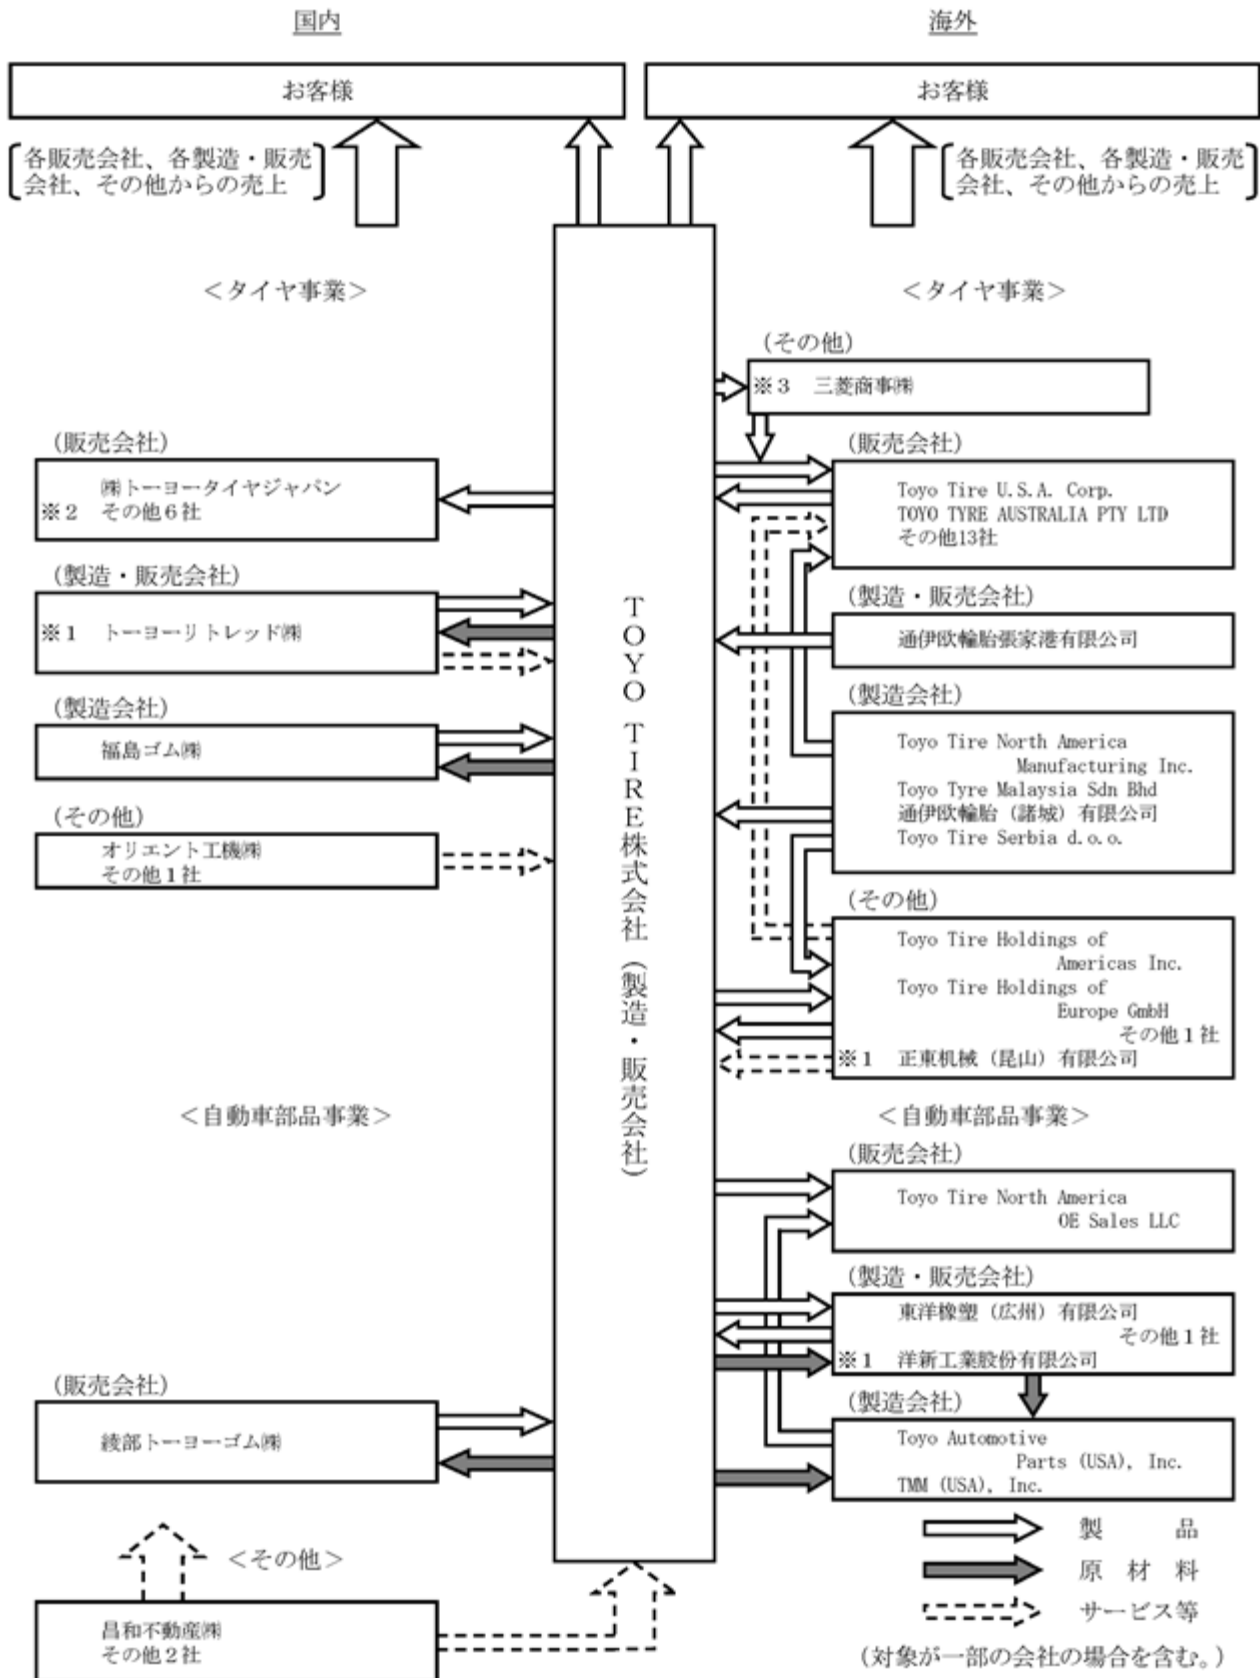 国内
お客様
各販売会社、各製造・販売
会社、その他からの売上
＜タイヤ事業＞
(販売会社)
㈱トーヨータイヤジャパン
※2 その他6社
(製造・販売会社)
※1 トーヨーリトレッド㈱
(製造会社)
福島ゴム㈱
(その他)
オリエント工機㈱
その他1社
＜自動車部品事業＞
(販売会社)
綾部トーヨーゴム㈱
＜その他＞
昌和不動産㈱
その他2社
TOYO TIRE株式会社（製造・販売会社）
海外
お客様
各販売会社、各製造・販売
会社、その他からの売上
＜タイヤ事業＞
(その他)
※3 三菱商事㈱
(販売会社)
Toyo Tire U.S.A. Corp.
TOYO TYRE AUSTRALIA PTY LTD
その他13社
(製造・販売会社)
通伊欧輪胎張家港有限公司
(製造会社)
Toyo Tire North America
Manufacturing Inc.
Toyo Tyre Malaysia Sdn Bhd
通伊欧輪胎（諸城）有限公司
Toyo Tire Serbia d.o.o.
(その他)
Toyo Tire Holdings of
Americas Inc.
Toyo Tire Holdings of
Europe GmbH
その他1社
※1 正東机械（昆山）有限公司
＜自動車部品事業＞
(販売会社)
Toyo Tire North America
OE Sales LLC
(製造・販売会社)
東洋橡塑（広州）有限公司
その他1社
※1 洋新工業股份有限公司
(製造会社)
Toyo Automotive
Parts (USA), Inc.
TMM (USA), Inc.
製品
原材料
サービス等
(対象が一部の会社の場合を含む。)